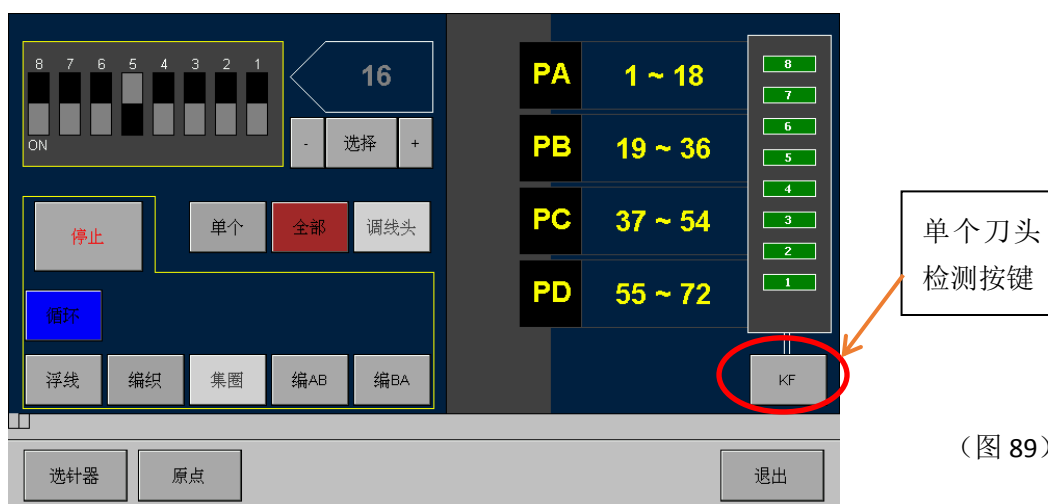 8 7 6 5 4 3 2 1
ON
16
- 选择 +
停止
单个 全部 调线头
循环
浮线 编织 集圈 编AB 编BA
PA 1 ~ 18
PB 19 ~ 36
PC 37 ~ 54
PD 55 ~ 72
8
7
6
5
4
3
2
1
KF
单个刀头
检测按键
选针器 原点 退出
（图 89）